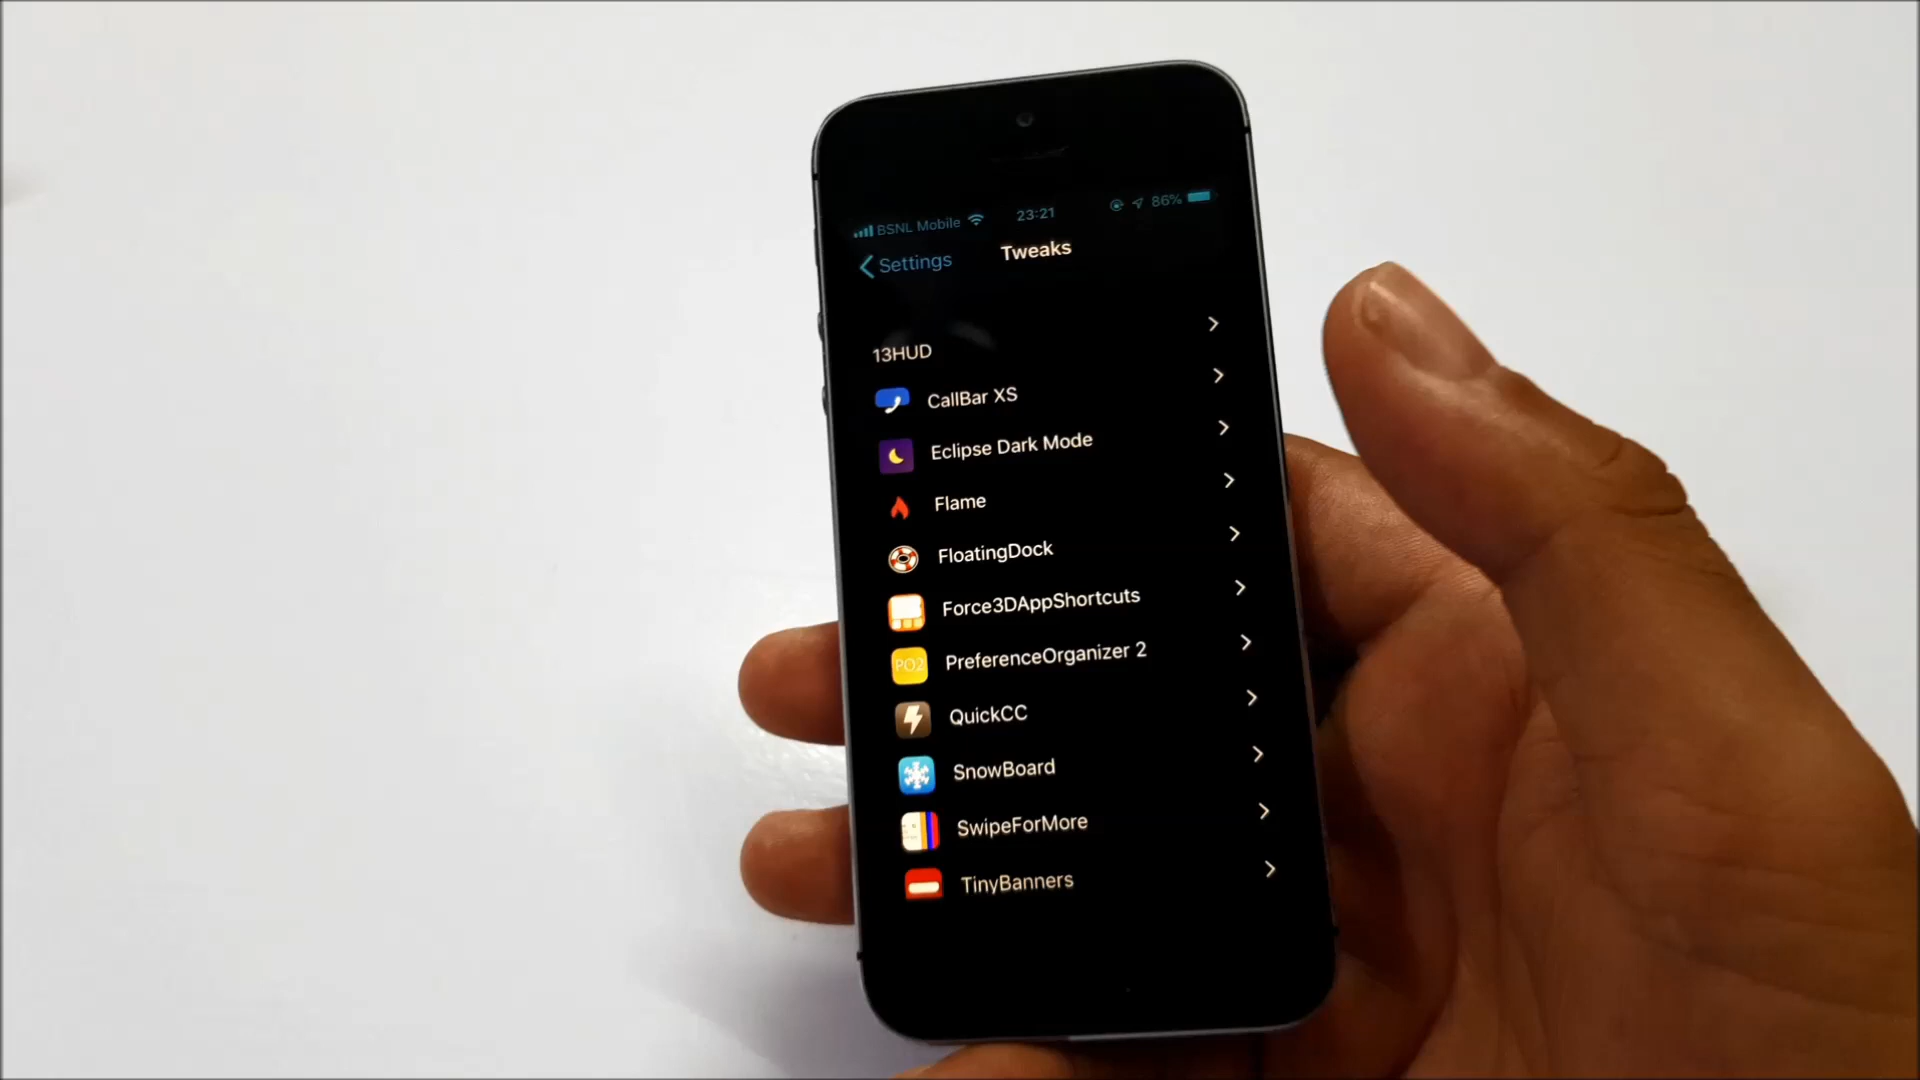 BSNL Mobile 23:21 86%
Settings Tweaks
13HUD
CallBar XS
Eclipse Dark Mode
Flame
FloatingDock
Force3DAppShortcuts
PO2 PreferenceOrganizer 2
QuickCC
SnowBoard
SwipeForMore
TinyBanners